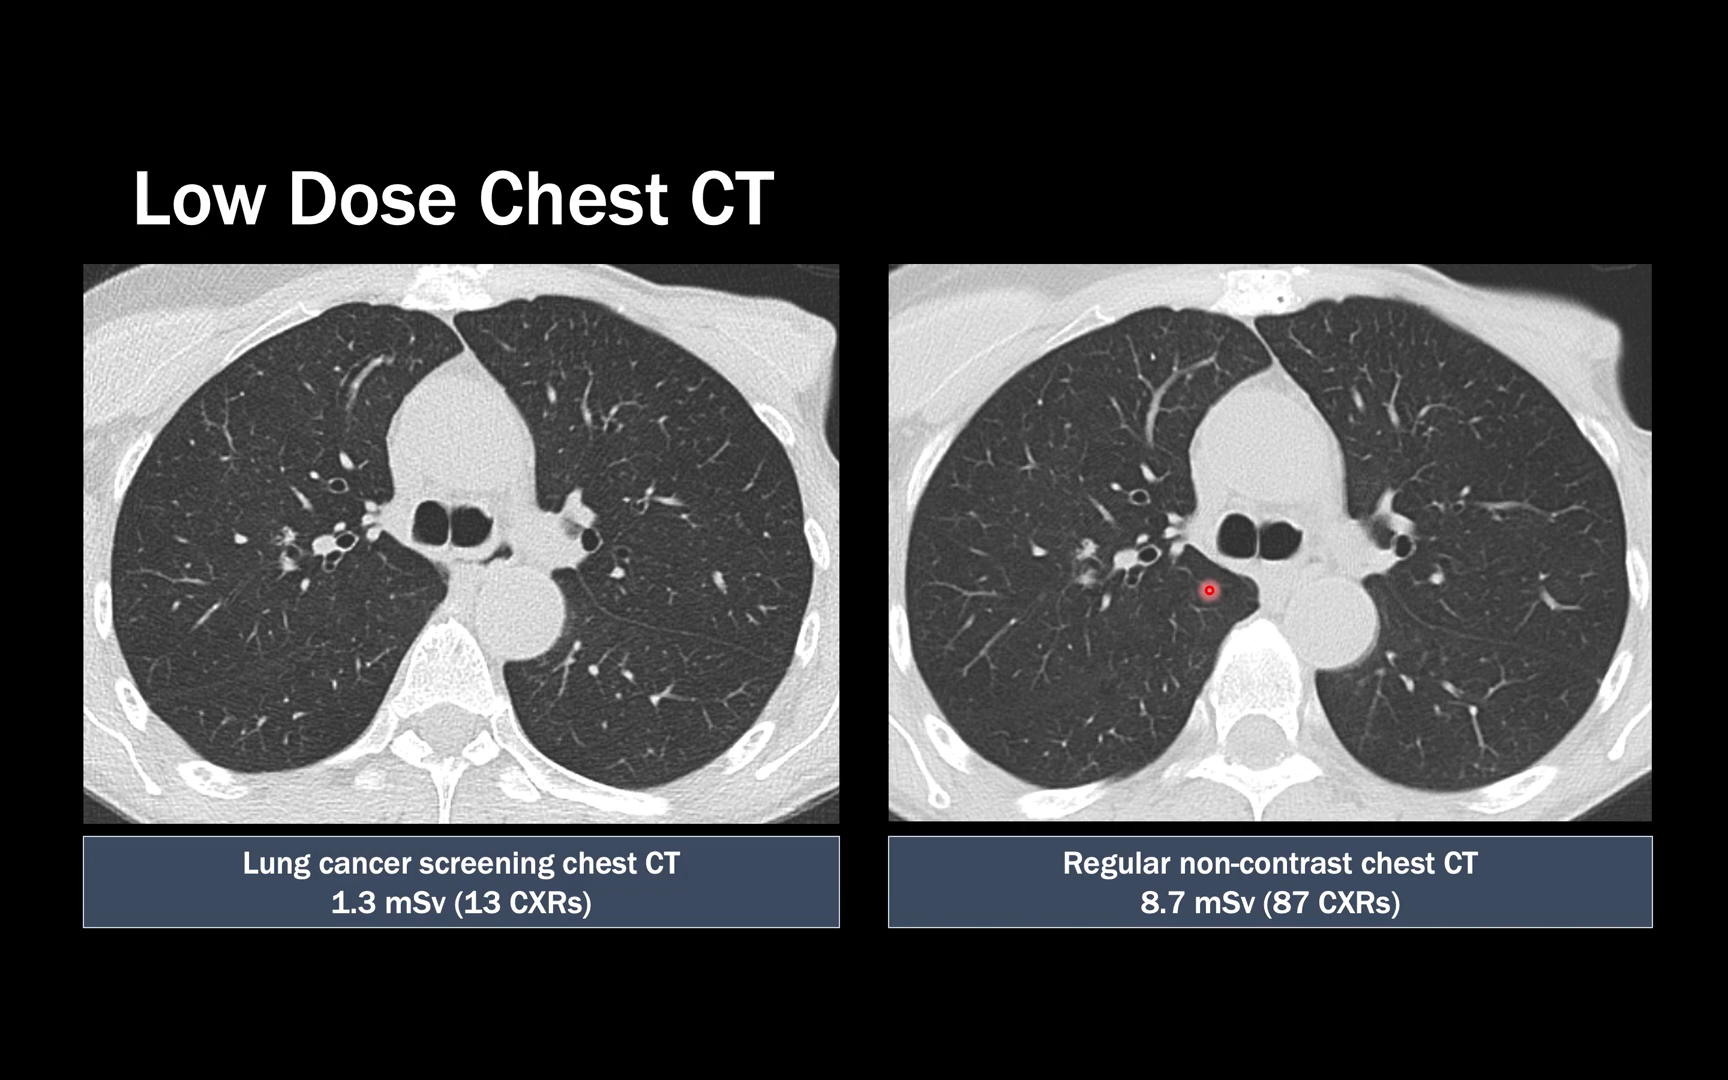 Low Dose Chest CT
Lung cancer screening chest CT
1.3 mSv (13 CXRs)
Regular non-contrast chest CT
8.7 mSv (87 CXRs)